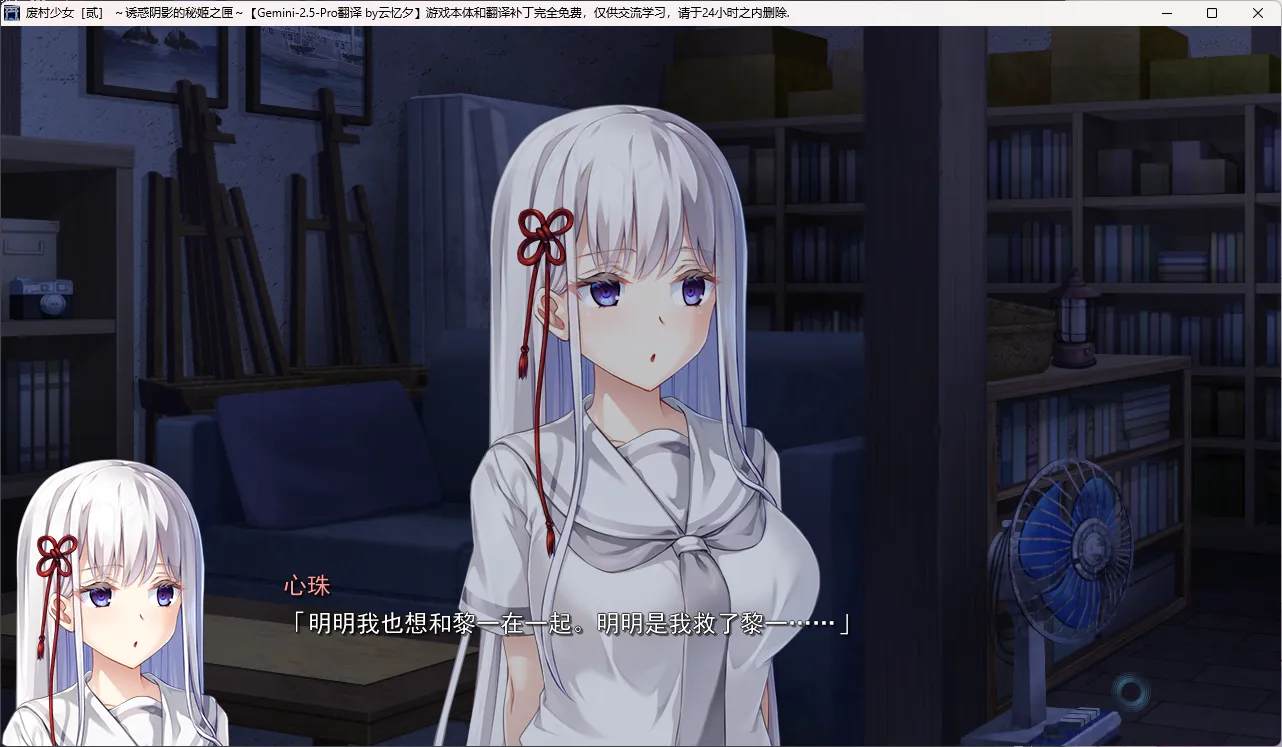 废村少女［贰］ ～诱惑阴影的秘姬之匣～【Gemini-2.5-Pro翻译 by云忆夕】游戏本体和翻译补丁完全免费，仅供交流学习，请于24小时之内删除.
心珠
「明明我也想和黎一在一起。明明是我救了黎一……」